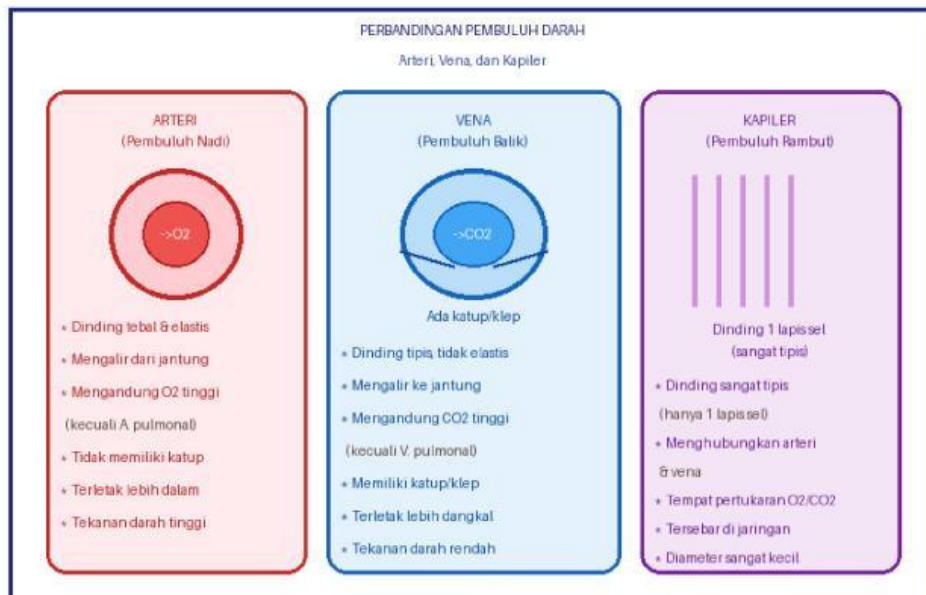 PERBANDINGAN PEMBULUH DARAH
Arteri, Vena, dan Kapiler
ARTERI
(Pembuluh Nadi)
->O2
* Dinding tebal & elastis
* Mengalir dari jantung
* Mengandung O2 tinggi
(kecuali A. pulmonal)
* Tidak memiliki katup
* Terletak lebih dalam
* Tekanan darah tinggi
VENA
(Pembuluh Balik)
->CO2
Ada katup/klep
* Dinding tipis, tidak elastis
* Mengalir ke jantung
* Mengandung CO2 tinggi
(kecuali V. pulmonal)
* Memiliki katup/klep
* Terletak lebih dangkal
* Tekanan darah rendah
KAPILER
(Pembuluh Rambut)
Dinding 1 lapis sel
(sangat tipis)
* Dinding sangat tipis
(hanya 1 lapis sel)
* Menghubungkan arteri
& vena
* Tempat pertukaran O2/CO2
* Tersebar di jaringan
* Diameter sangat kecil